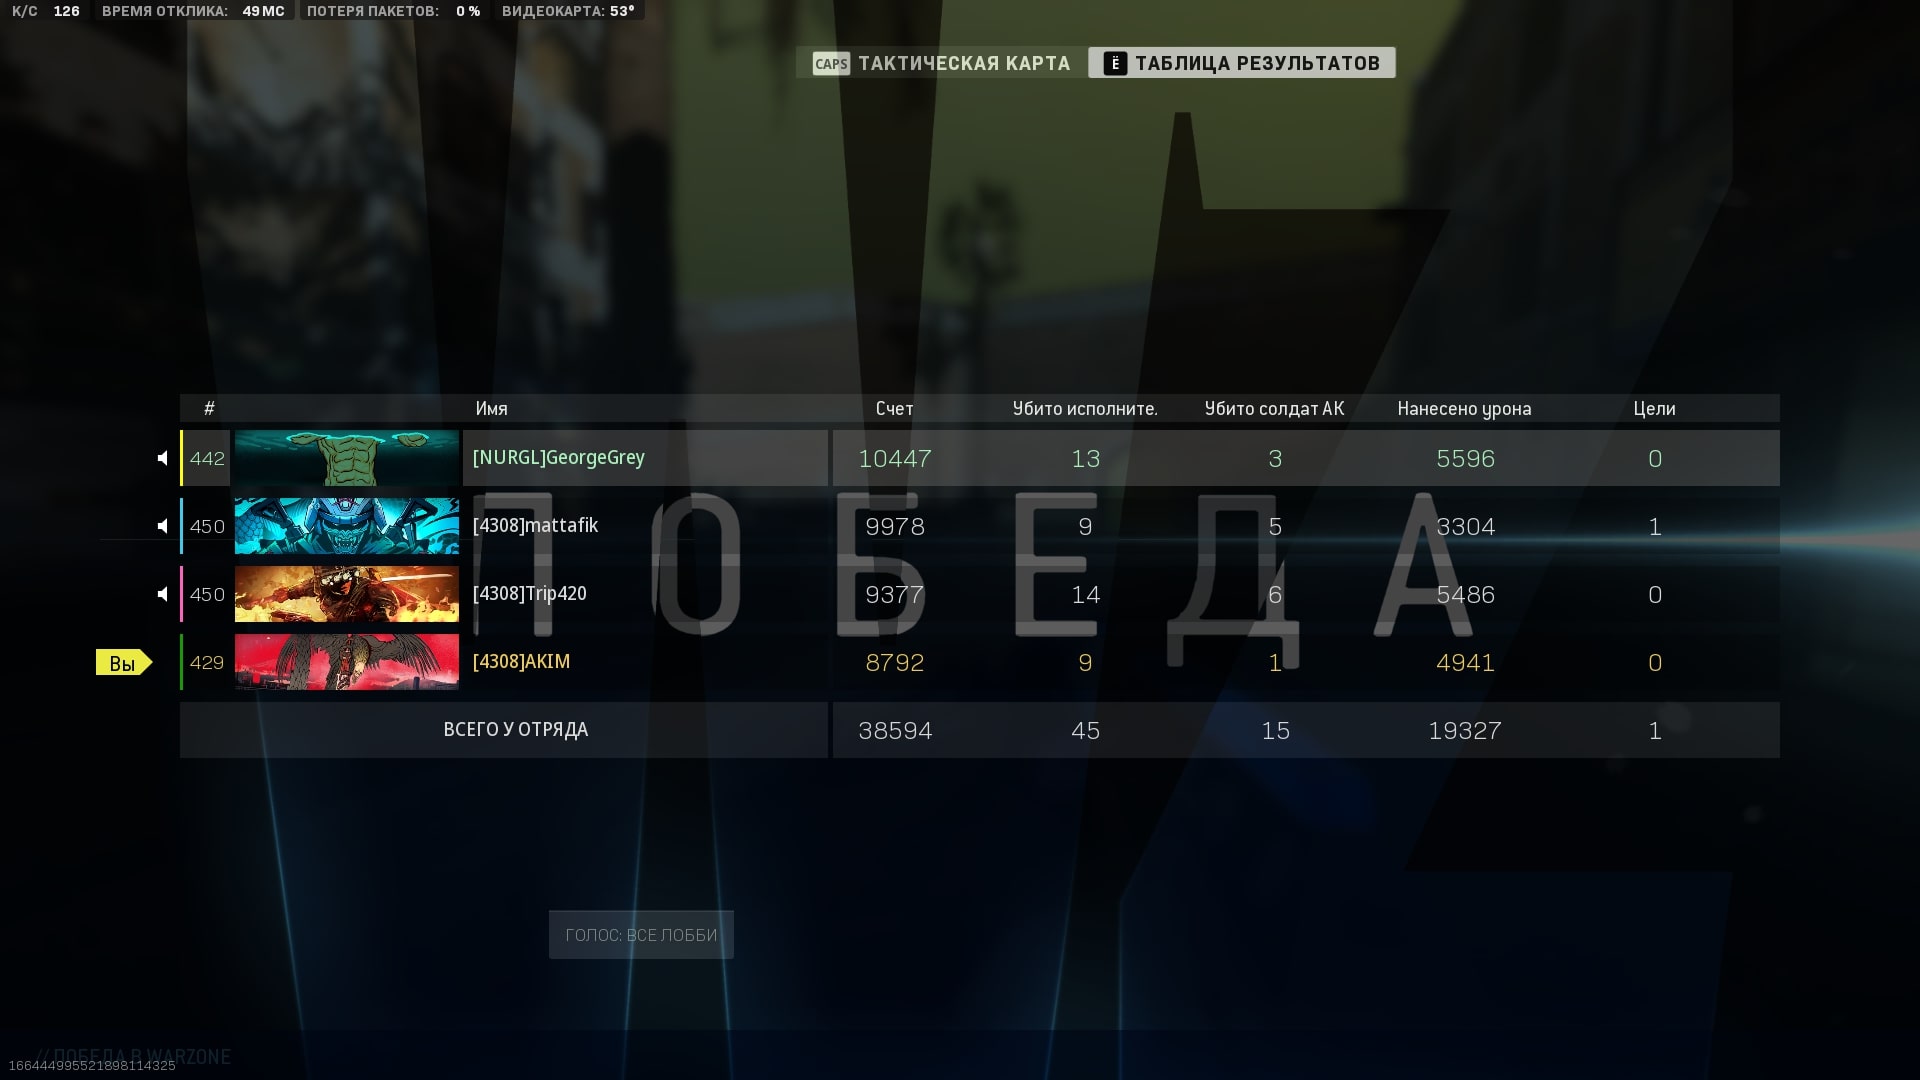 К/С 126 ВРЕМЯ ОТКЛИКА: 49 МС ПОТЕРЯ ПАКЕТОВ: 0 % ВИДЕОКАРТА: 53°
CAPS ТАКТИЧЕСКАЯ КАРТА Ё ТАБЛИЦА РЕЗУЛЬТАТОВ
# Имя Счет Убито исполните. Убито солдат АК Нанесено урона Цели
442 [NURGL]GeorgeGrey 10447 13 3 5596 0
450 [4308]mattafik 9978 9 5 3304 1
ПОБЕДА
450 [4308]Trip420 9377 14 6 5486 0
Вы 429 [4308]AKIM 8792 9 1 4941 0
ВСЕГО У ОТРЯДА 38594 45 15 19327 1
ГОЛОС: ВСЕ ЛОББИ
// ПОБЕДА В WARZONE
166444995521898114325